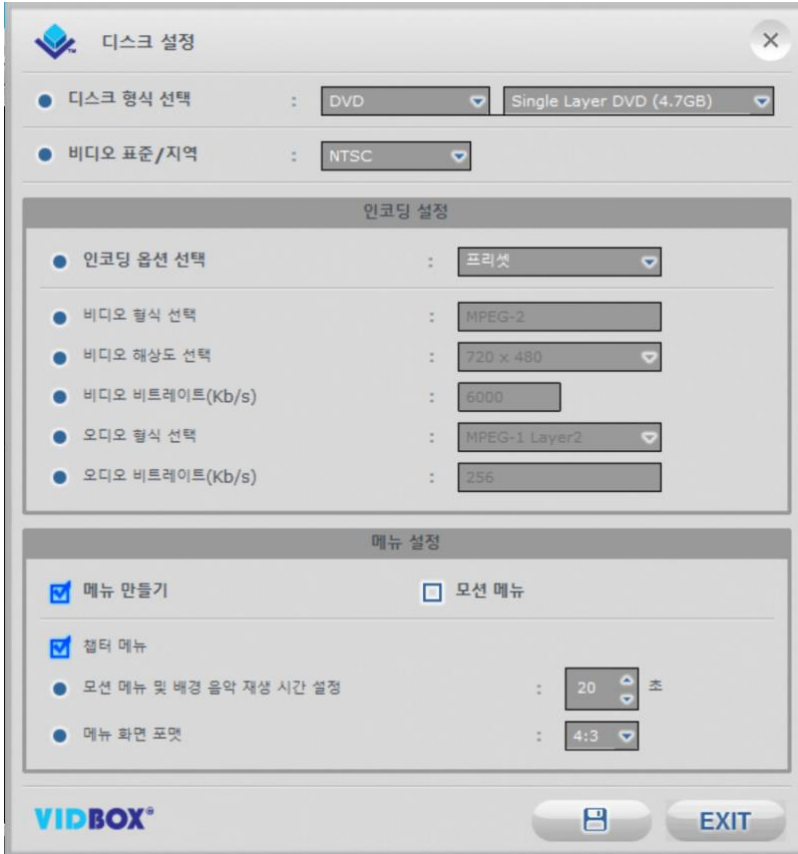 디스크 설정
디스크 형식 선택 : DVD Single Layer DVD (4.7GB)
비디오 표준/지역 : NTSC
인코딩 설정
인코딩 옵션 선택 : 프리셋
비디오 형식 선택 : MPEG-2
비디오 해상도 선택 : 720 x 480
비디오 비트레이트(Kb/s) : 6000
오디오 형식 선택 : MPEG-1 Layer2
오디오 비트레이트(Kb/s) : 256
메뉴 설정
메뉴 만들기 모션 메뉴
챕터 메뉴
모션 메뉴 및 배경 음악 재생 시간 설정 : 20 초
메뉴 화면 포맷 : 4:3
VIDBOX® EXIT